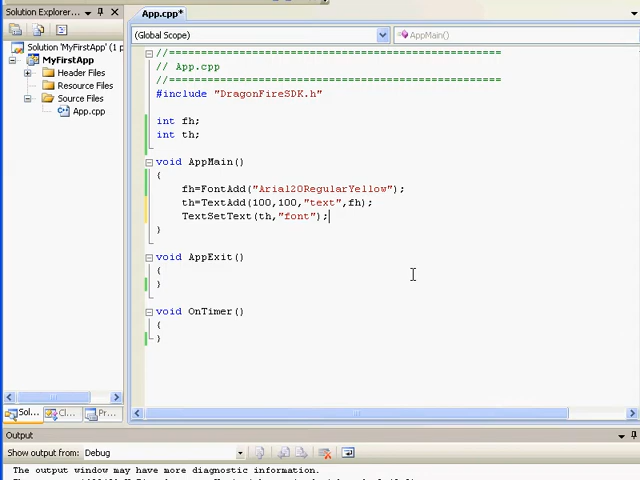 Solution Explorer...
App.cpp*
(Global Scope)
AppMain()
Solution 'MyFirstApp' (1 p
MyFirstApp
Header Files
Resource Files
Source Files
App.cpp
//===================================================
// App.cpp
//===================================================
#include "DragonFireSDK.h"
int fh;
int th;
void AppMain()
{
fh=FontAdd("Arial20RegularYellow");
th=TextAdd(100,100,"text",fh);
TextSetText(th,"font");
}
void AppExit()
{
}
void OnTimer()
{
}
Sol...
Cl...
Pr...
Output
Show output from: Debug
The output window may have more diagnostic information.